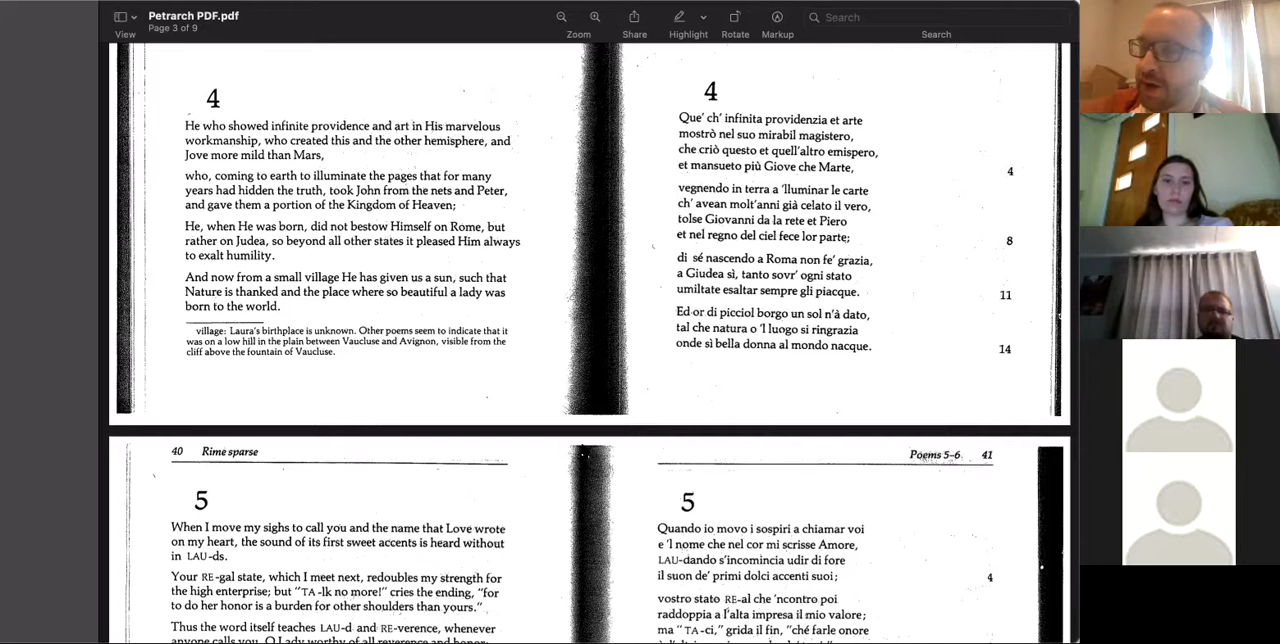 Petrarch PDF.pdf
Page 3 of 9
View
Zoom
Share
Highlight
Rotate
Markup
Search
Search
4
He who showed infinite providence and art in His marvelous
workmanship, who created this and the other hemisphere, and
Jove more mild than Mars,
who, coming to earth to illuminate the pages that for many
years had hidden the truth, took John from the nets and Peter,
and gave them a portion of the Kingdom of Heaven;
He, when He was born, did not bestow Himself on Rome, but
rather on Judea, so beyond all other states it pleased Him always
to exalt humility.
And now from a small village He has given us a sun, such that
Nature is thanked and the place where so beautiful a lady was
born to the world.
village: Laura's birthplace is unknown. Other poems seem to indicate that it
was on a low hill in the plain between Vaucluse and Avignon, visible from the
cliff above the fountain of Vaucluse.
4
Que' ch' infinita providenzia et arte
mostrò nel suo mirabil magistero,
che criò questo et quell'altro emispero,
et mansueto più Giove che Marte,
4
vegnendo in terra a 'lluminar le carte
ch' avean molt'anni già celato il vero,
tolse Giovanni da la rete et Piero
et nel regno del ciel fece lor parte;
8
di sé nascendo a Roma non fe' grazia,
a Giudea sì, tanto sovr' ogni stato
umiltate esaltar sempre gli piacque.
11
Ed or di picciol borgo un sol n'à dato,
tal che natura o 'l luogo si ringrazia
onde sì bella donna al mondo nacque.
14
40 Rime sparse
5
When I move my sighs to call you and the name that Love wrote
on my heart, the sound of its first sweet accents is heard without
in LAU-ds.
Your RE-gal state, which I meet next, redoubles my strength for
the high enterprise; but "TA-lk no more!" cries the ending, "for
to do her honor is a burden for other shoulders than yours."
Thus the word itself teaches LAU-d and RE-verence, whenever
anyone calls you, O Lady worthy of all reverence and honor;
Poems 5-6 41
5
Quando io movo i sospiri a chiamar voi
e 'l nome che nel cor mi scrisse Amore,
LAU-dando s'incomincia udir di fore
il suon de' primi dolci accenti suoi;
4
vostro stato RE-al che 'ncontro poi
raddoppia a l'alta impresa il mio valore;
ma "TA-ci," grida il fin, "ché farle onore